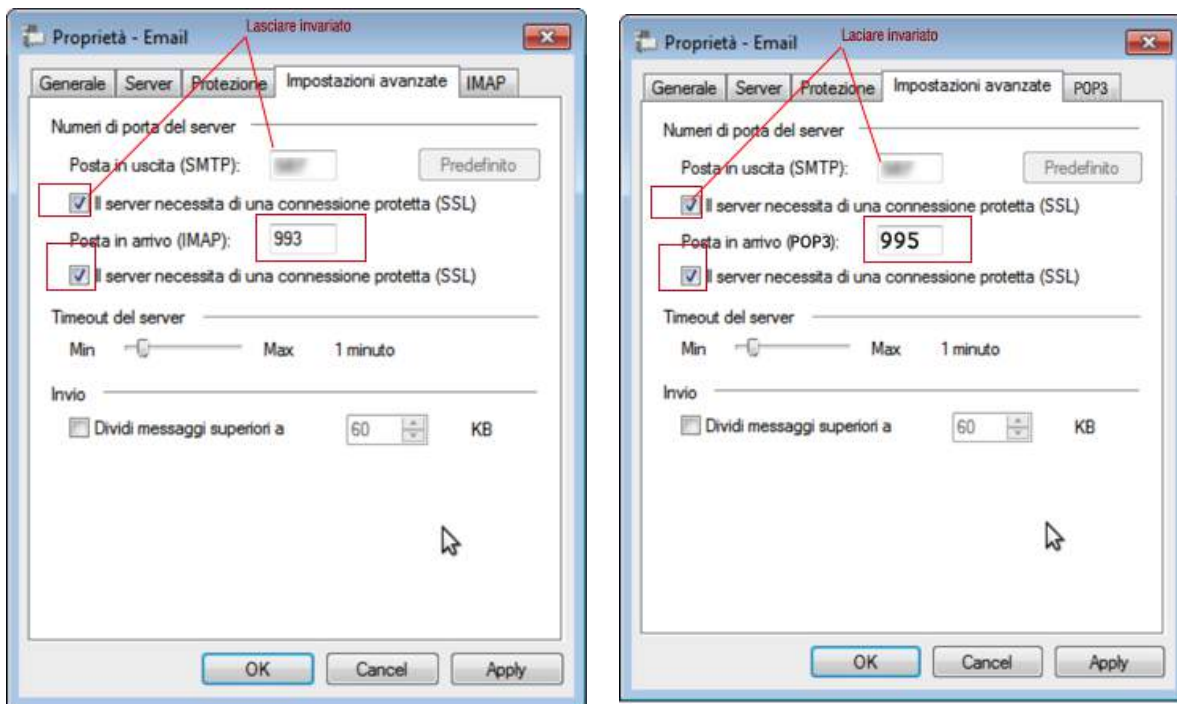 Lasciare invariato
Proprietà - Email
Generale Server Protezione Impostazioni avanzate IMAP
Numeri di porta del server
Posta in uscita (SMTP): Predefinito
Il server necessita di una connessione protetta (SSL)
Posta in arrivo (IMAP): 993
Il server necessita di una connessione protetta (SSL)
Timeout del server
Min Max 1 minuto
Invio
Dividi messaggi superiori a 60 KB
OK Cancel Apply
Laciare invariato
Proprietà - Email
Generale Server Protezione Impostazioni avanzate POP3
Numeri di porta del server
Posta in uscita (SMTP): Predefinito
Il server necessita di una connessione protetta (SSL)
Posta in arrivo (POP3): 995
Il server necessita di una connessione protetta (SSL)
Timeout del server
Min Max 1 minuto
Invio
Dividi messaggi superiori a 60 KB
OK Cancel Apply